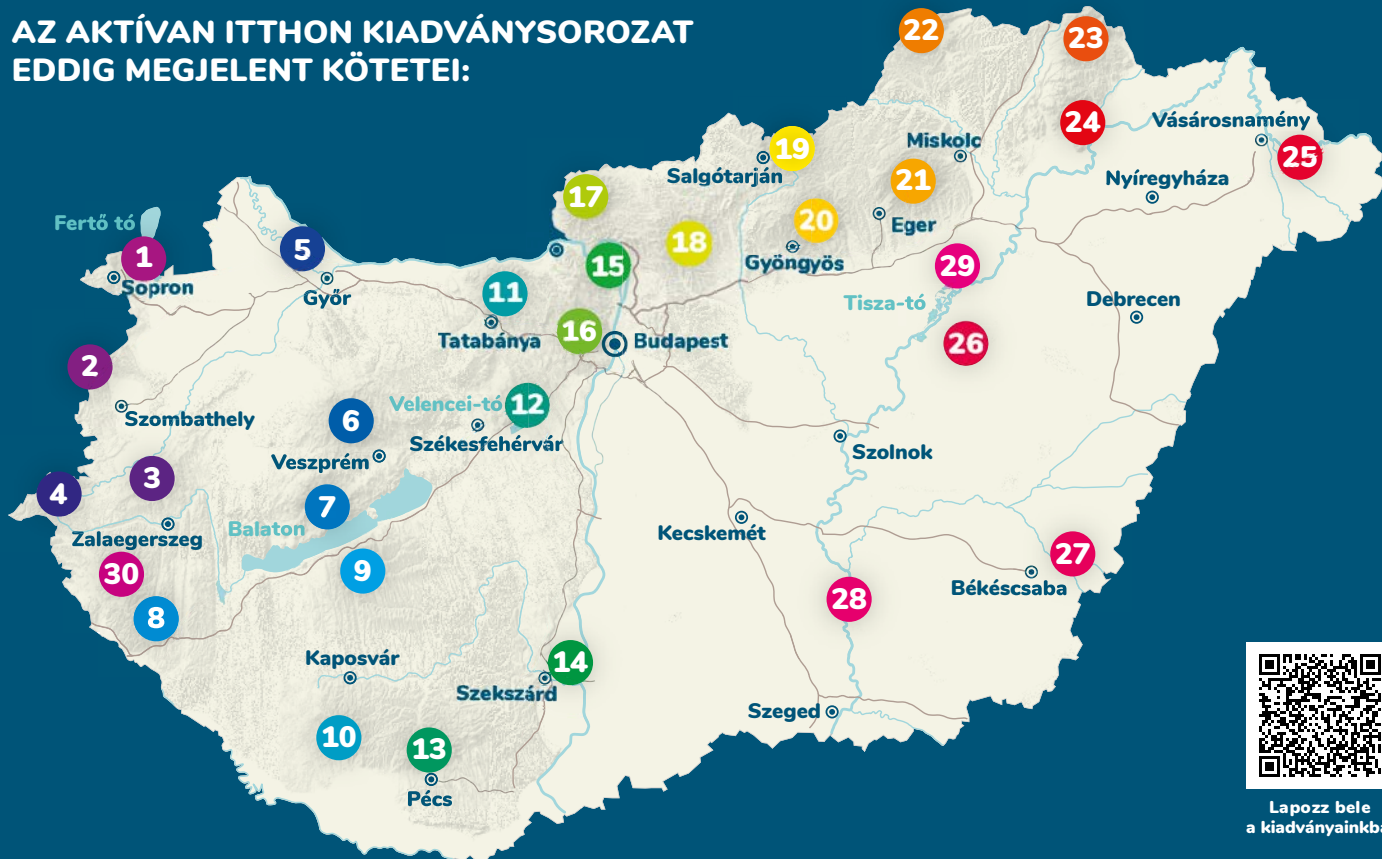 AZ AKTÍVAN ITTHON KIADVÁNYSOROZAT
EDDIG MEGJELENT KÖTETEI:
22
23
24
Vásárosnamény
25
19
Miskolc
Salgótarján
21
Nyíregyháza
17
Fertő tó
20
Eger
18
5
1
15
Gyöngyös
29
Sopron
Győr
11
Tisza-tó
Debrecen
16
Tatabánya
Budapest
26
2
Velencei-tó
12
Szombathely
6
Székesfehérvár
Veszprém
Szolnok
3
4
7
Balaton
Zalaegerszeg
Kecskemét
27
30
9
Békéscsaba
28
8
Kaporvár
14
Szekszárd
Szeged
10
13
Pécs
Lapozz bele
a kiadványainkba